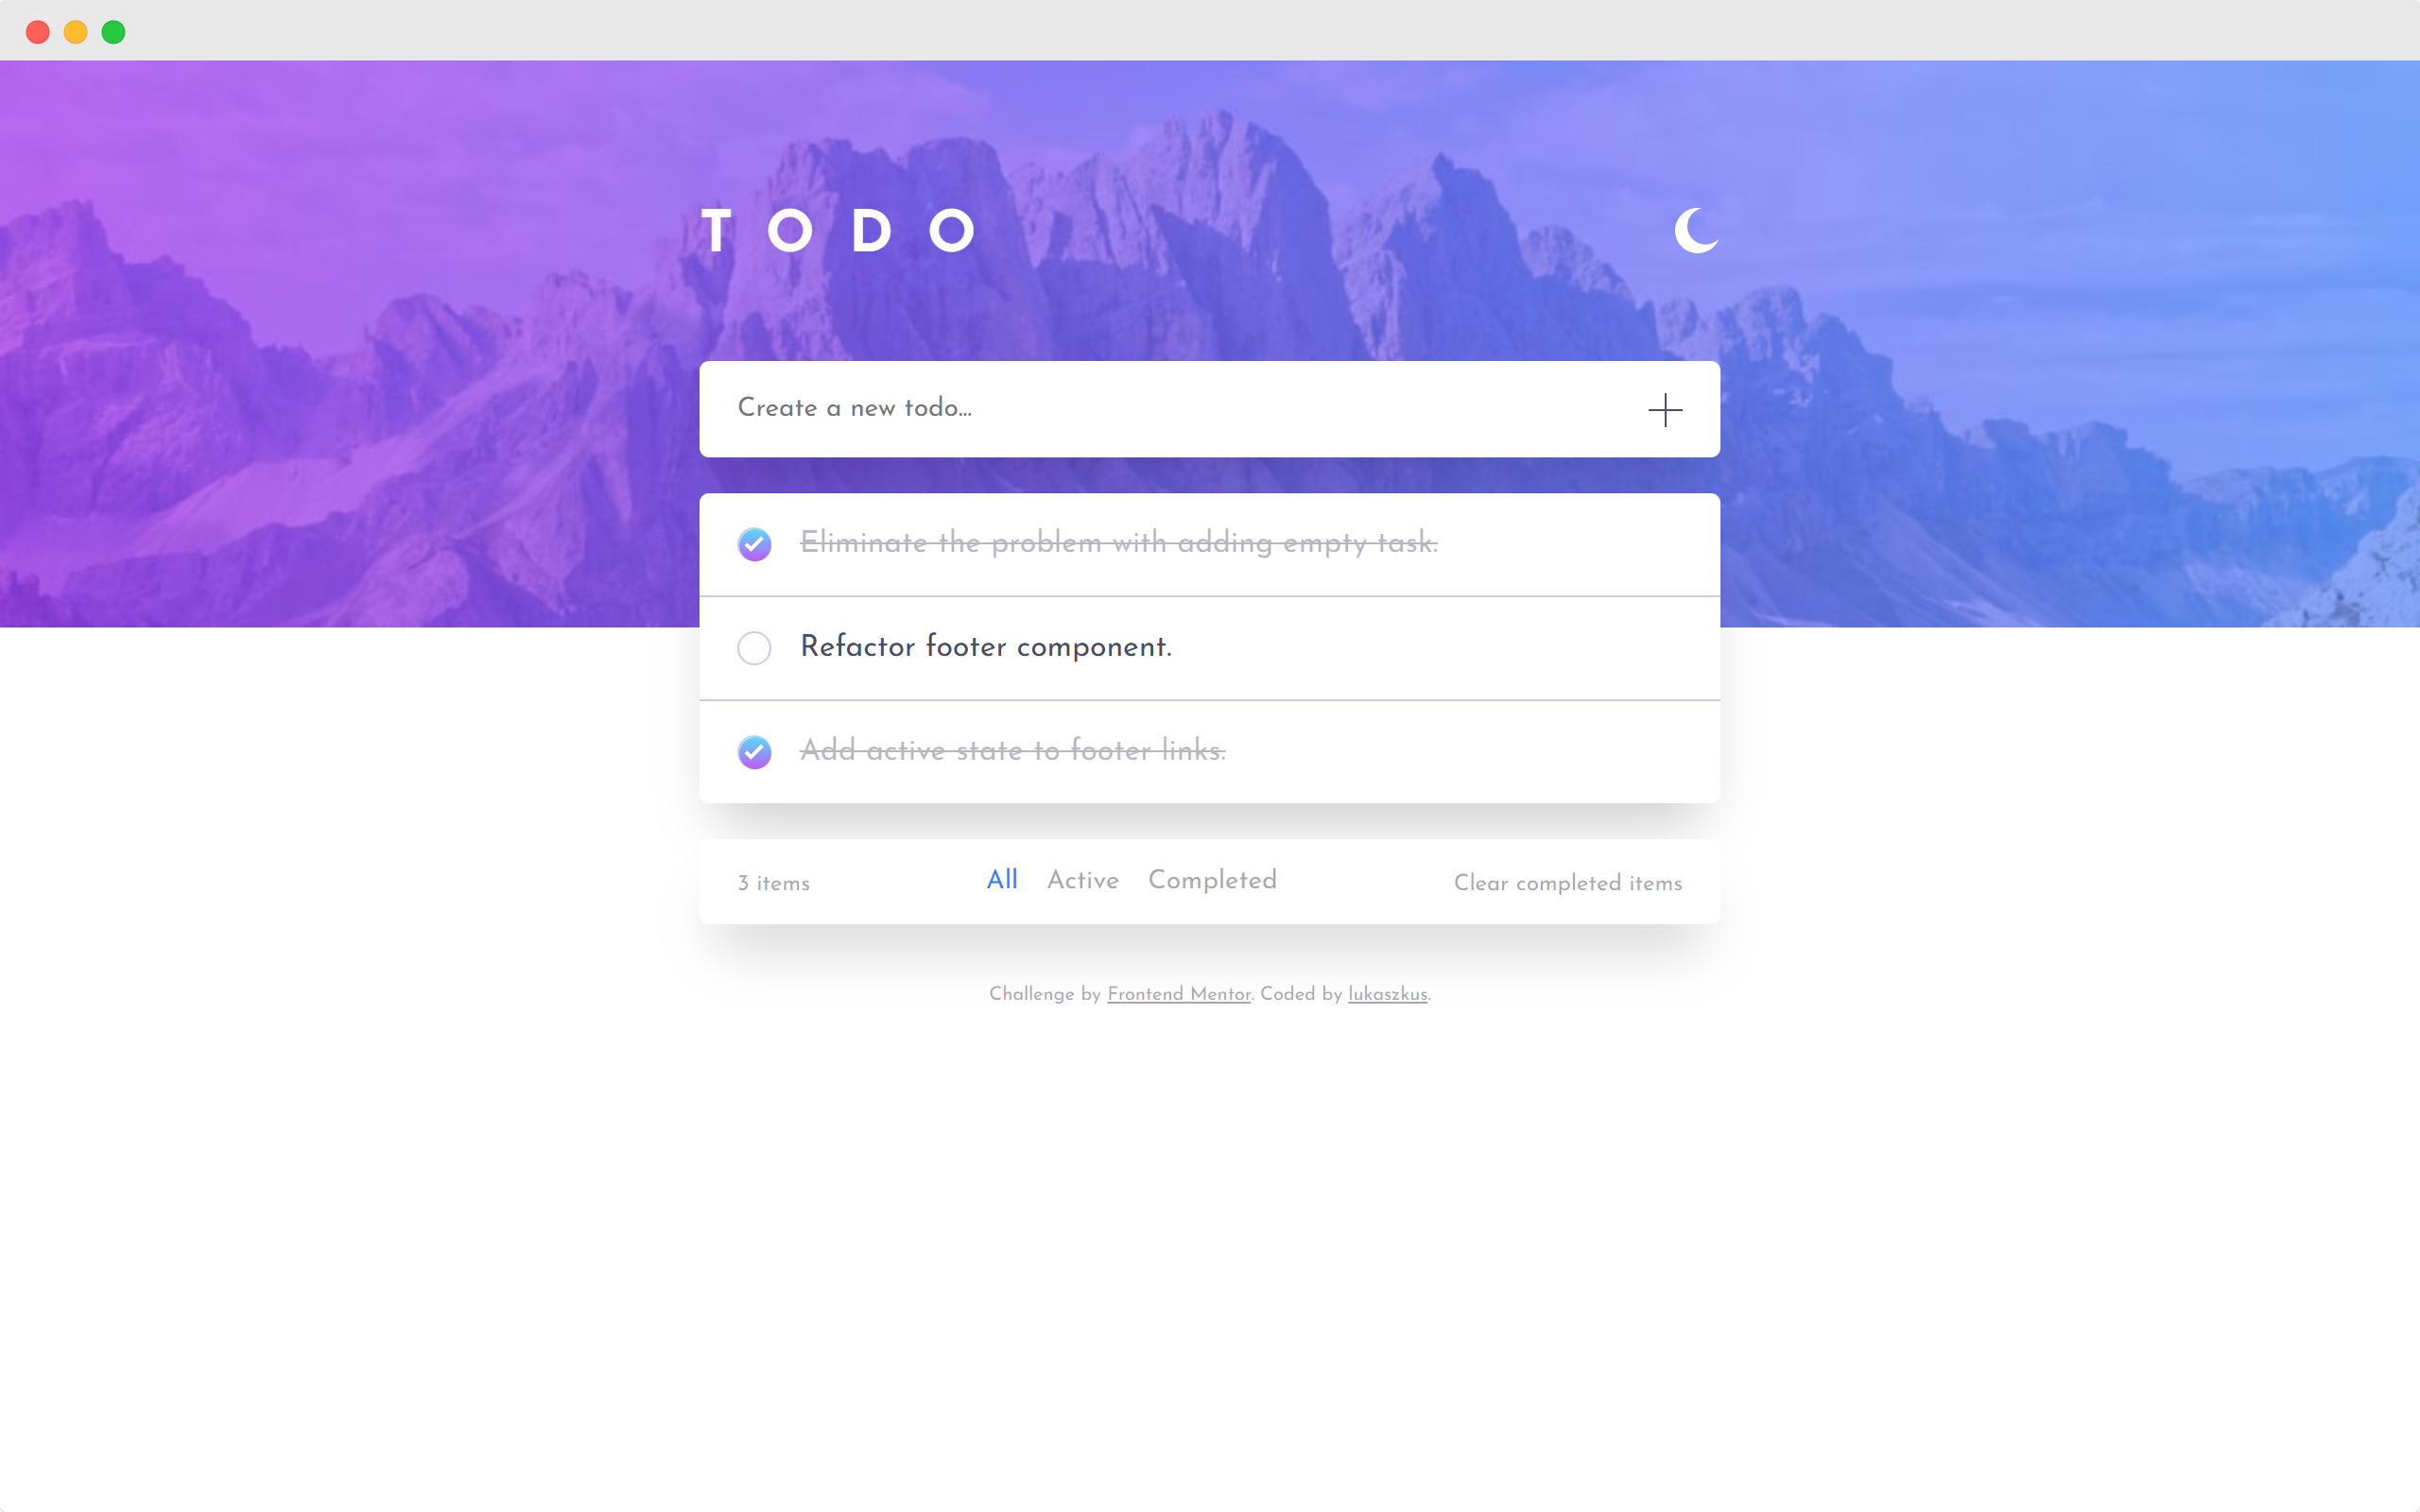 TODO
Create a new todo...
Eliminate the problem with adding empty task.
Refactor footer component.
Add active state to footer links.
3 items All Active Completed Clear completed items
Challenge by Frontend Mentor. Coded by lukaszkus.